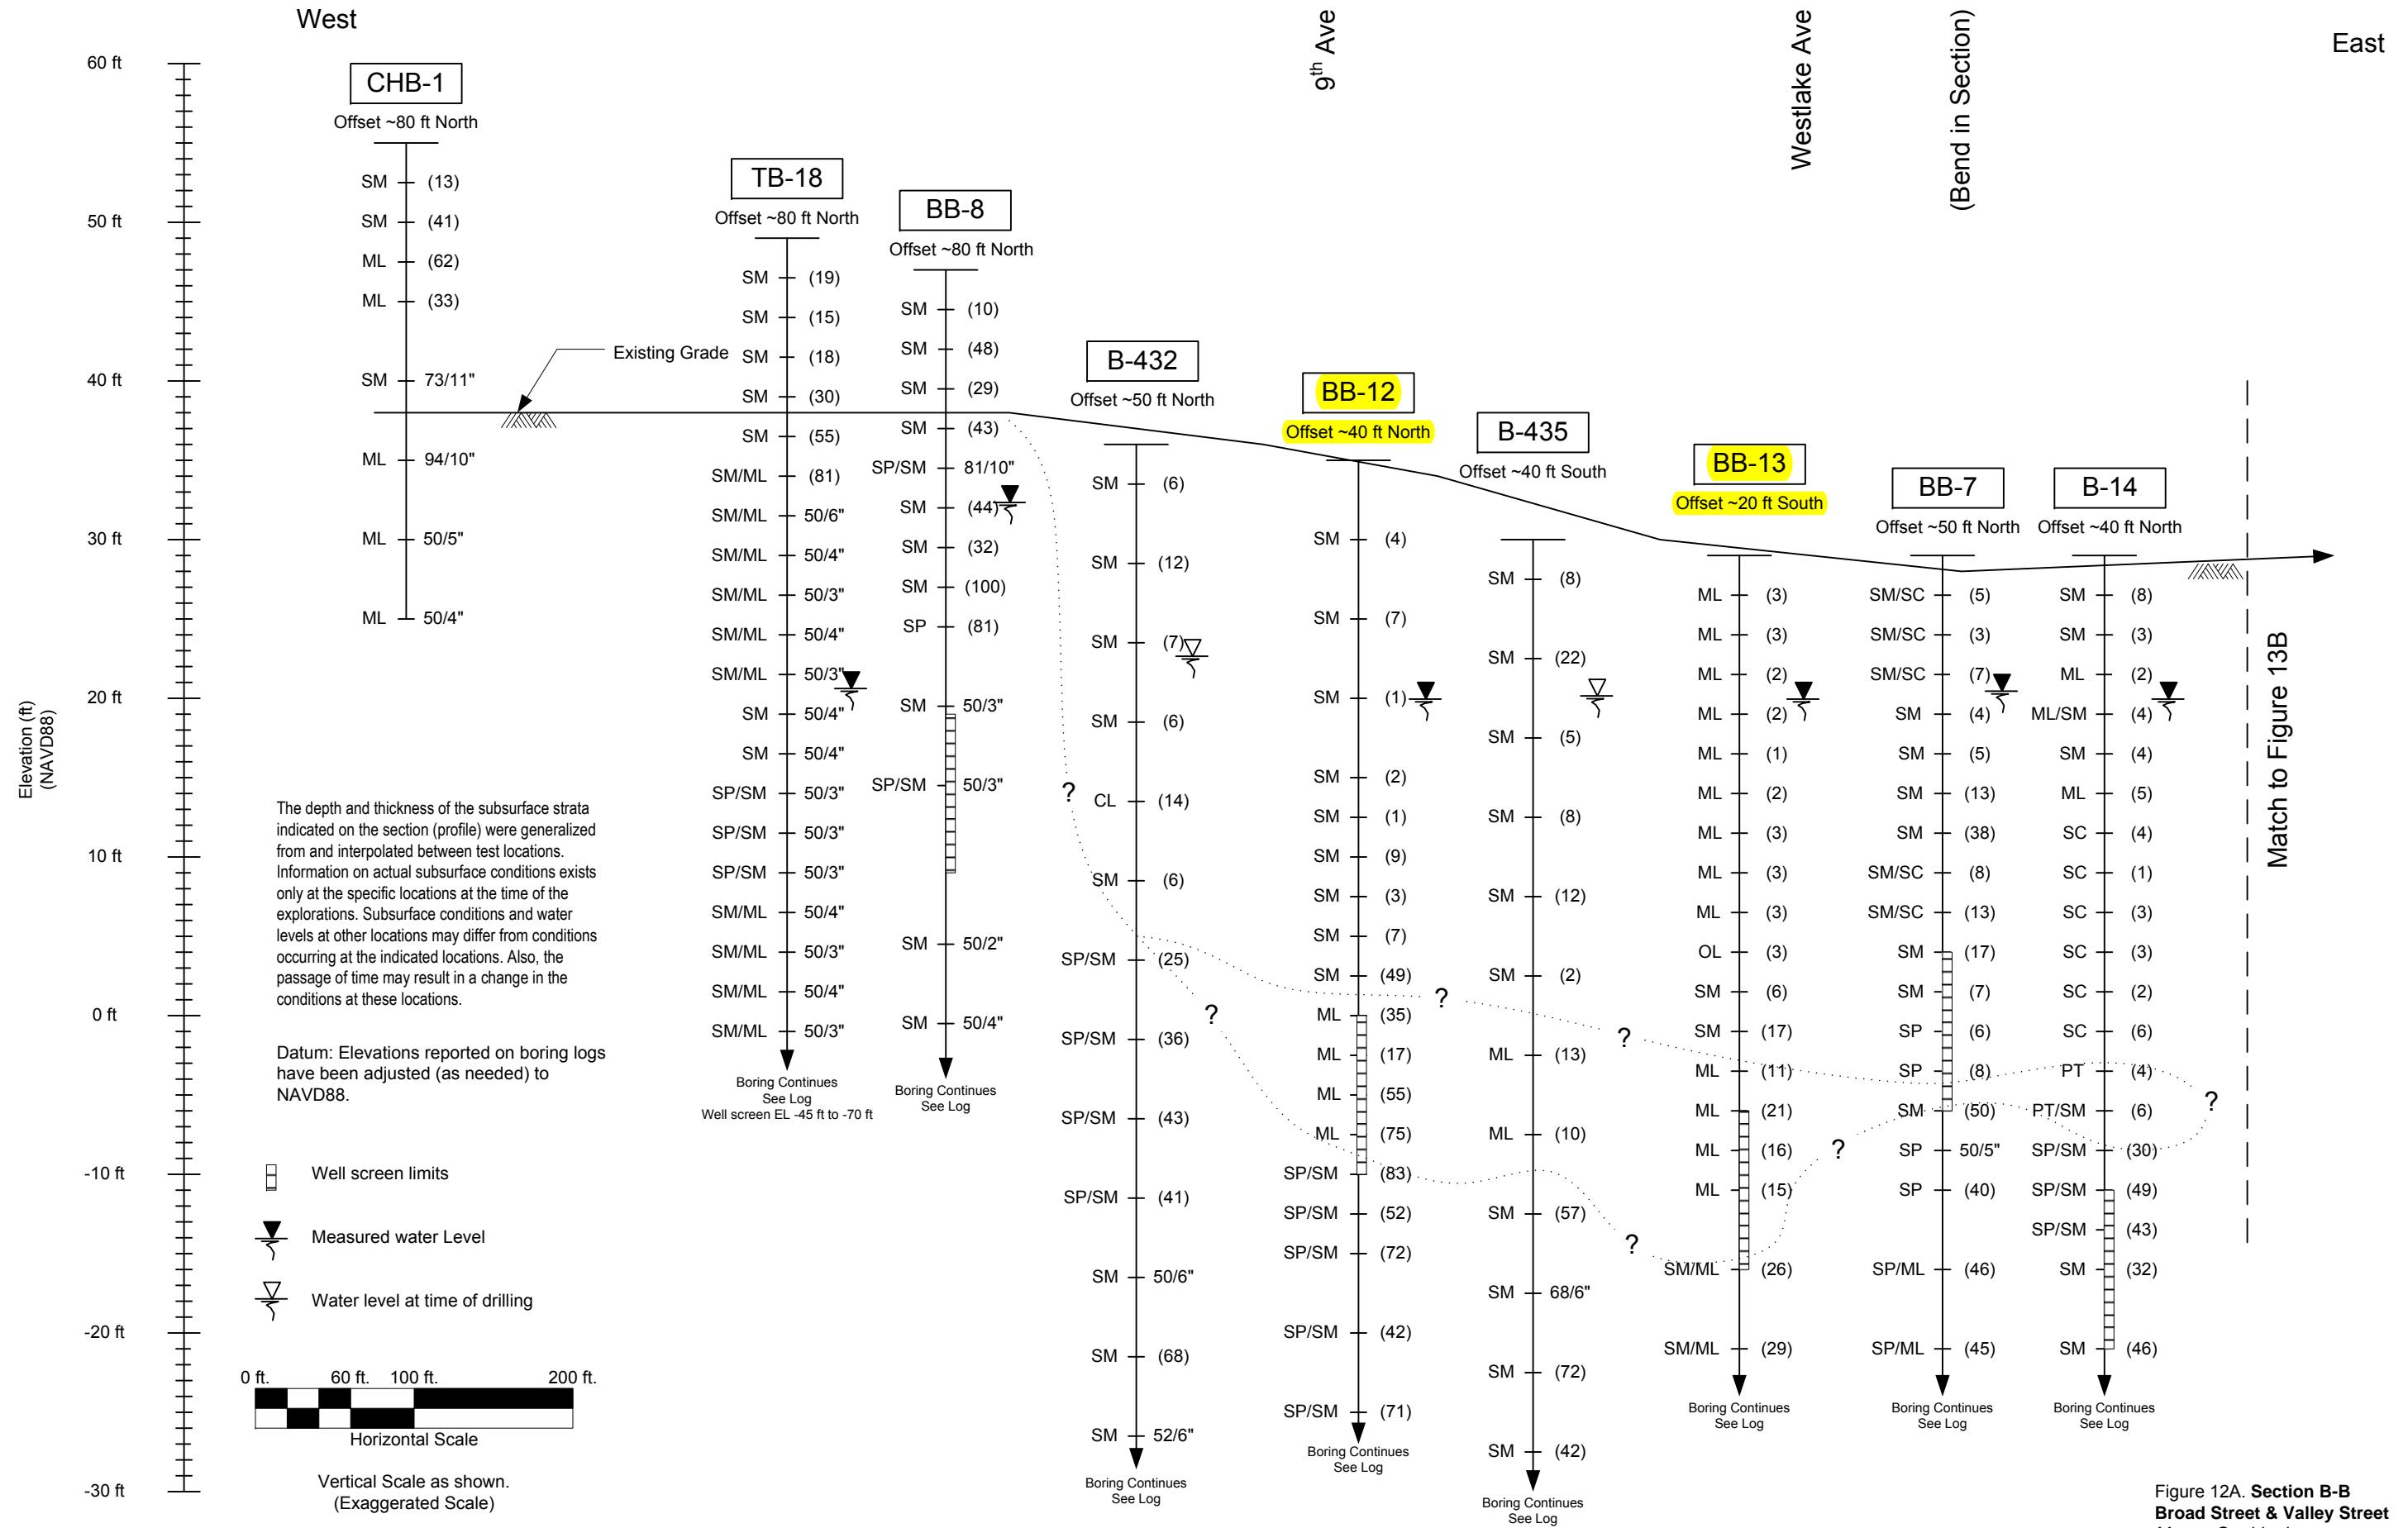 West
9th Ave
Westlake Ave
(Bend in Section)
East
60 ft
50 ft
40 ft
30 ft
20 ft
10 ft
0 ft
-10 ft
-20 ft
-30 ft
Elevation (ft)
(NAVD88)
CHB-1
Offset ~80 ft North
SM (13)
SM (41)
ML (62)
ML (33)
SM 73/11"
ML 94/10"
ML 50/5"
ML 50/4"
Existing Grade
TB-18
Offset ~80 ft North
SM (19)
SM (15)
SM (18)
SM (30)
SM (55)
SM/ML (81)
SM/ML 50/6"
SM/ML 50/4"
SM/ML 50/3"
SM/ML 50/4"
SM/ML 50/3"
SM 50/4"
SM 50/4"
SP/SM 50/3"
SP/SM 50/3"
SP/SM 50/3"
SM/ML 50/4"
SM/ML 50/3"
SM/ML 50/4"
SM/ML 50/3"
Boring Continues
See Log
Well screen EL -45 ft to -70 ft
BB-8
Offset ~80 ft North
SM (10)
SM (48)
SM (29)
SM (43)
SP/SM 81/10"
SM (44)
SM (32)
SM (100)
SP (81)
SM 50/3"
SP/SM 50/3"
SM 50/2"
SM 50/4"
Boring Continues
See Log
B-432
Offset ~50 ft North
SM (6)
SM (12)
SM (7)
SM (6)
CL (14)
SM (6)
SP/SM (25)
SP/SM (36)
SP/SM (43)
SP/SM (41)
SM 50/6"
SM (68)
SM 52/6"
Boring Continues
See Log
BB-12
Offset ~40 ft North
SM (4)
SM (7)
SM (1)
SM (2)
SM (1)
SM (9)
SM (3)
SM (7)
SM (49)
ML (35)
ML (17)
ML (55)
ML (75)
SP/SM (83)
SP/SM (52)
SP/SM (72)
SP/SM (42)
SP/SM (71)
Boring Continues
See Log
B-435
Offset ~40 ft South
SM (8)
SM (22)
SM (5)
SM (8)
SM (12)
SM (2)
ML (13)
ML (10)
SM (57)
SM 68/6"
SM (72)
SM (42)
Boring Continues
See Log
BB-13
Offset ~20 ft South
ML (3)
ML (3)
ML (2)
ML (2)
ML (1)
ML (2)
ML (3)
ML (3)
ML (3)
OL (3)
SM (6)
SM (17)
ML (11)
ML (21)
ML (16)
ML (15)
SM/ML (26)
SM/ML (29)
Boring Continues
See Log
BB-7
Offset ~50 ft North
SM/SC (5)
SM/SC (3)
SM/SC (7)
SM (4)
SM (5)
SM (13)
SM (38)
SM/SC (8)
SM/SC (13)
SM (17)
SM (7)
SP (6)
SP (8)
SM (50)
SP 50/5"
SP (40)
SP/ML (46)
SP/ML (45)
Boring Continues
See Log
B-14
Offset ~40 ft North
SM (8)
SM (3)
ML (2)
ML/SM (4)
SM (4)
ML (5)
SC (4)
SC (1)
SC (3)
SC (3)
SC (2)
SC (6)
PT (4)
PT/SM (6)
SP/SM (30)
SP/SM (49)
SP/SM (43)
SM (32)
SM (46)
Boring Continues
See Log
?
?
?
?
?
?
?
Match to Figure 13B
The depth and thickness of the subsurface strata
indicated on the section (profile) were generalized
from and interpolated between test locations.
Information on actual subsurface conditions exists
only at the specific locations at the time of the
explorations. Subsurface conditions and water
levels at other locations may differ from conditions
occurring at the indicated locations. Also, the
passage of time may result in a change in the
conditions at these locations.
Datum: Elevations reported on boring logs
have been adjusted (as needed) to
NAVD88.
Well screen limits
Measured water Level
Water level at time of drilling
0 ft. 60 ft. 100 ft. 200 ft.
Horizontal Scale
Vertical Scale as shown.
(Exaggerated Scale)
Figure 12A. Section B-B
Broad Street & Valley Street